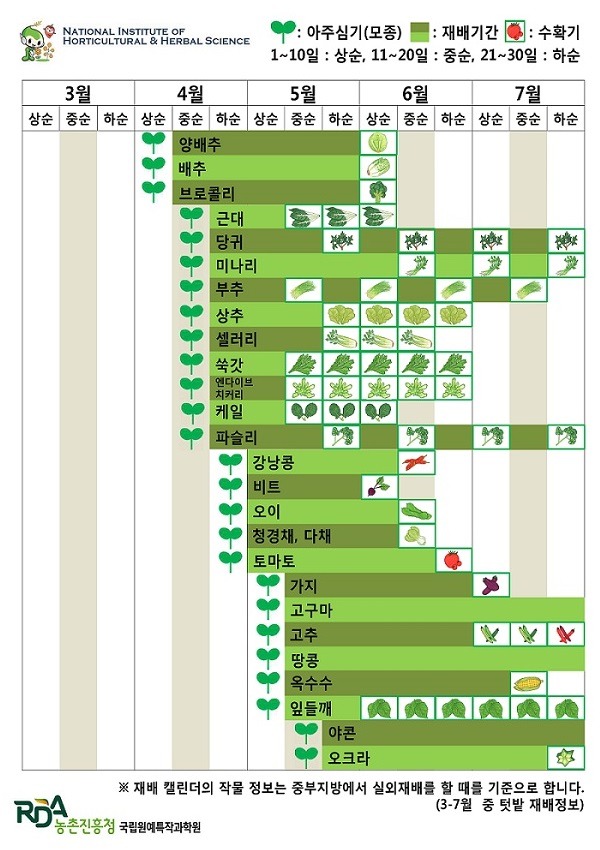 NATIONAL INSTITUTE OF
HORTICULTURAL & HERBAL SCIENCE
: 아주심기(모종) : 재배기간 : 수확기
1~10일 : 상순, 11~20일 : 중순, 21~30일 : 하순
3월 4월 5월 6월 7월
상순 중순 하순 상순 중순 하순 상순 중순 하순 상순 중순 하순 상순 중순 하순
양배추
배추
브로콜리
근대
당귀
미나리
부추
상추
셀러리
쑥갓
엔다이브
치커리
케일
파슬리
강낭콩
비트
오이
청경채, 다채
토마토
가지
고구마
고추
땅콩
옥수수
잎들깨
야콘
오크라
※ 재배 캘린더의 작물 정보는 중부지방에서 실외재배를 할 때를 기준으로 합니다.
(3-7월 중 텃밭 재배정보)
RDA
농촌진흥청 국립원예특작과학원